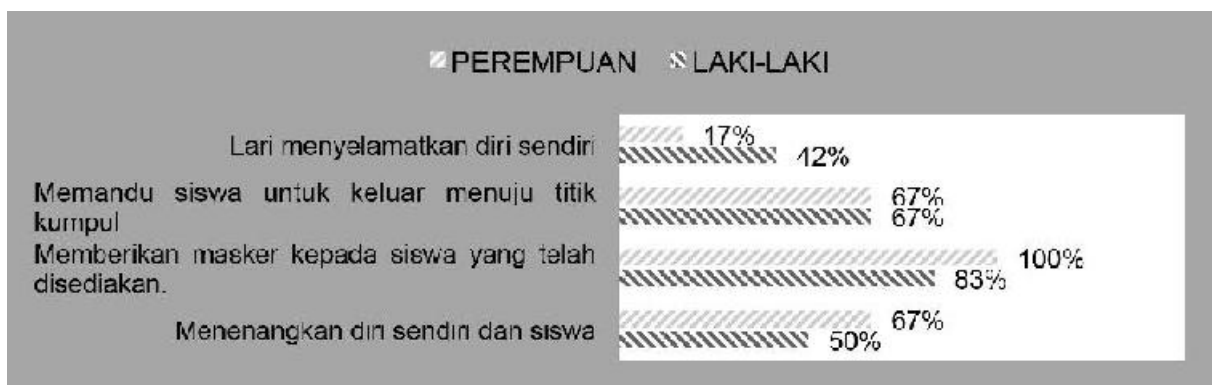 PEREMPUAN LAKI-LAKI
Lari menyelamatkan diri sendiri
17%
42%
Memandu siswa untuk keluar menuju titik
kumpul
67%
67%
Memberikan masker kepada siswa yang telah
disediakan.
100%
83%
Menenangkan diri sendiri dan siswa
67%
50%